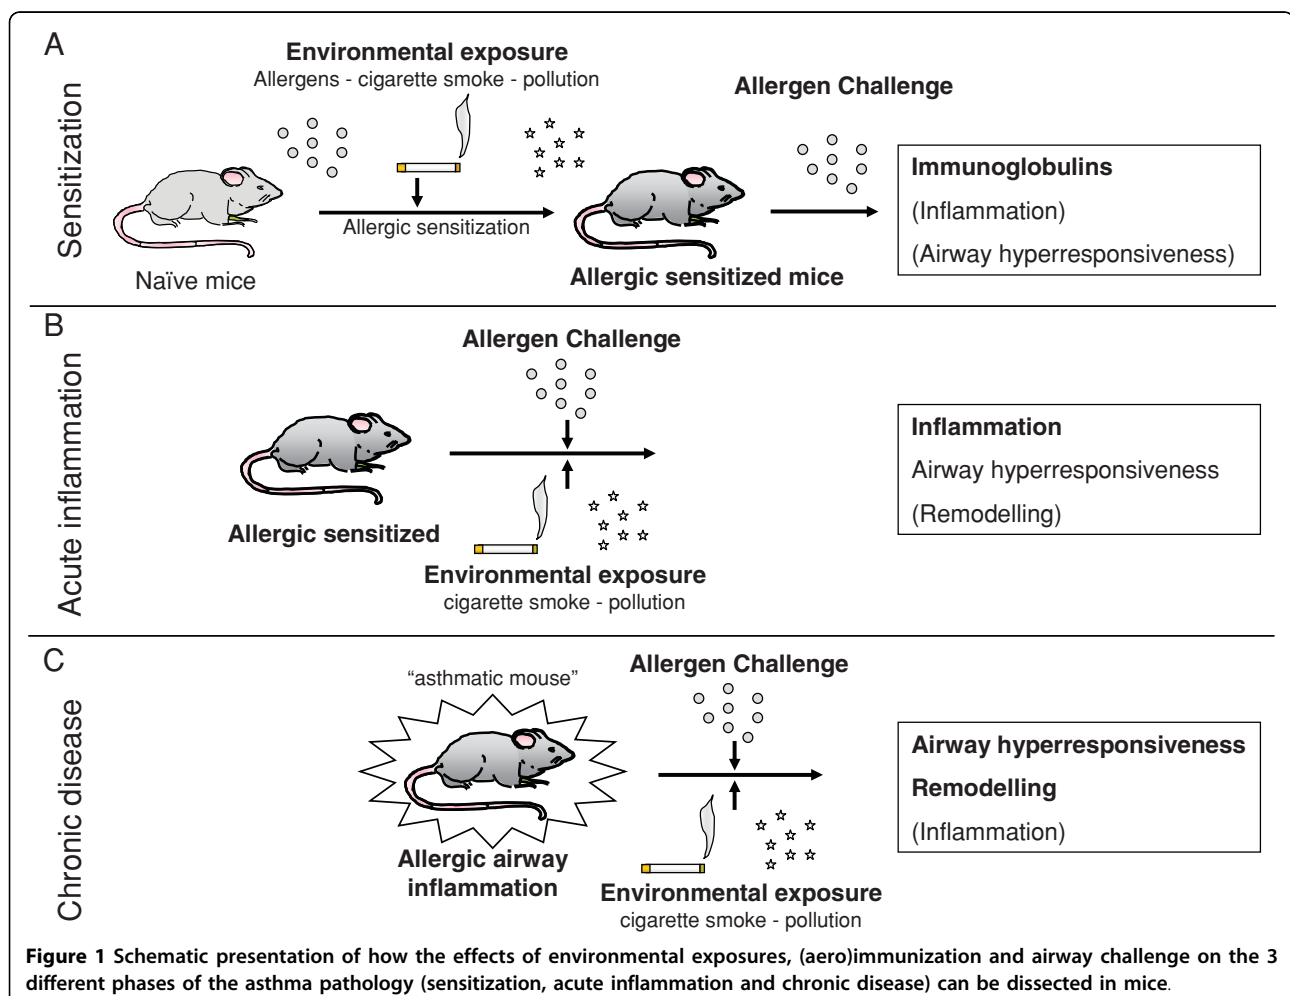 A
Sensitization
Environmental exposure
Allergens - cigarette smoke - pollution
Allergic sensitization
Naïve mice
Allergic sensitized mice
Allergen Challenge
Immunoglobulins
(Inflammation)
(Airway hyperresponsiveness)
B
Acute inflammation
Allergen Challenge
Allergic sensitized
Environmental exposure
cigarette smoke - pollution
Inflammation
Airway hyperresponsiveness
(Remodelling)
C
Chronic disease
“asthmatic mouse”
Allergic airway
inflammation
Allergen Challenge
Environmental exposure
cigarette smoke - pollution
Airway hyperresponsiveness
Remodelling
(Inflammation)
Figure 1 Schematic presentation of how the effects of environmental exposures, (aero)immunization and airway challenge on the 3
different phases of the asthma pathology (sensitization, acute inflammation and chronic disease) can be dissected in mice.